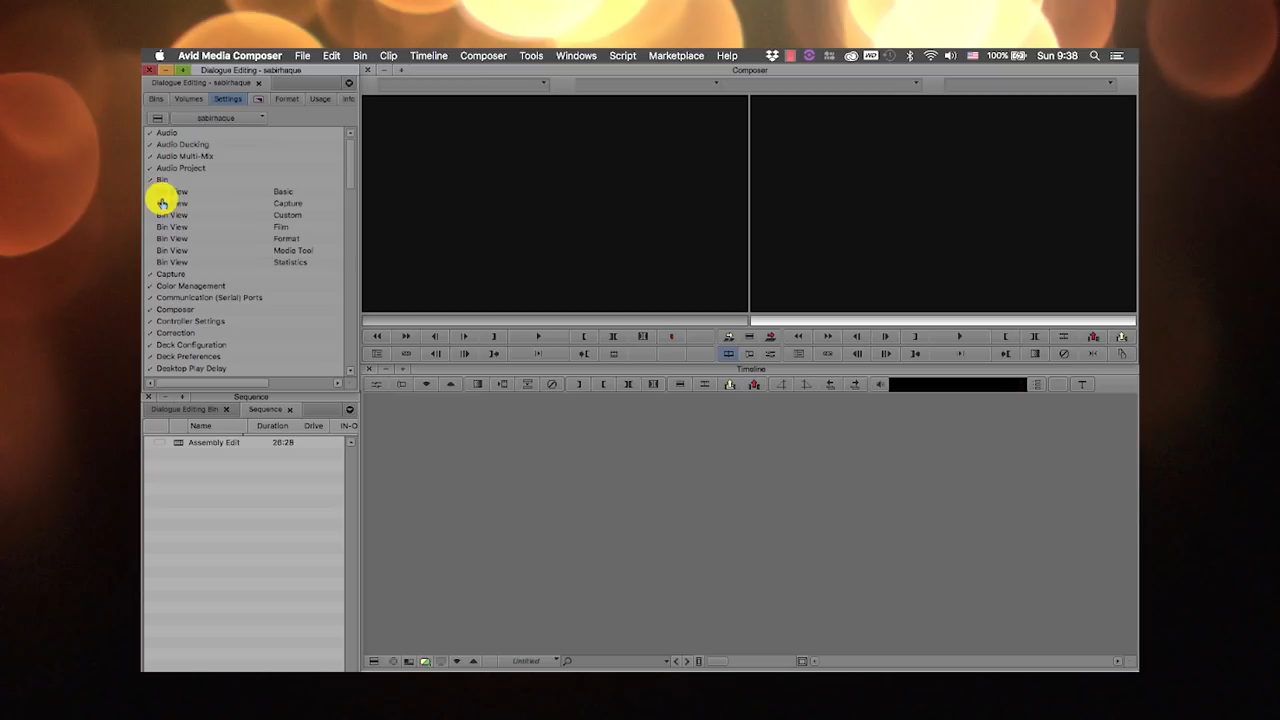 Avid Media Composer File Edit Bin Clip Timeline Composer Tools Windows Script Marketplace Help 100% Sun 9:38
Dialogue Editing - sabirhaque
Composer
Dialogue Editing - sabirhaque
Bins Volumes Settings Format Usage Info
sabirhaque
Audio
Audio Ducking
Audio Multi-Mix
Audio Project
Bin
Basic
Capture
Bin View Custom
Bin View Film
Bin View Format
Bin View Media Tool
Bin View Statistics
Capture
Color Management
Communication (Serial) Ports
Composer
Controller Settings
Correction
Deck Configuration
Deck Preferences
Desktop Play Delay
Timeline
Sequence
Dialogue Editing Bin Sequence
Name Duration Drive IN-O
Assembly Edit 26:28
Untitled